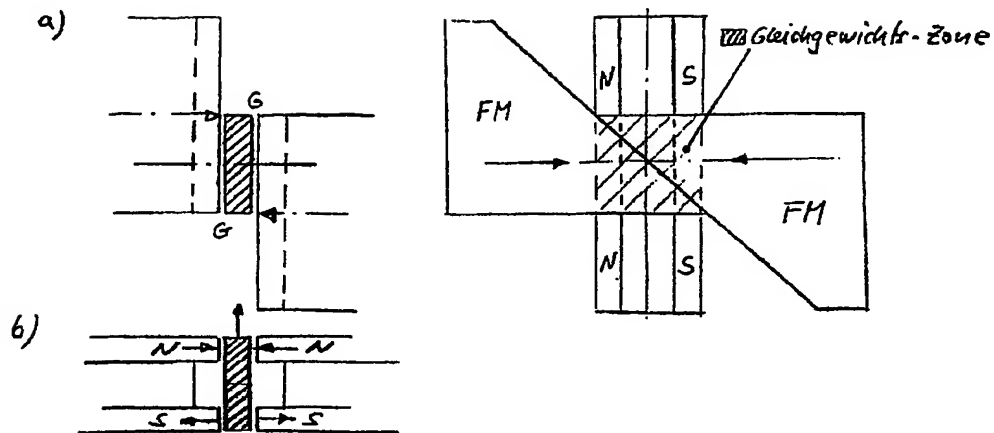 a)
G
G
N S
▨ Gleichgewichts-Zone
FM
FM
N S
b)
N N
S S